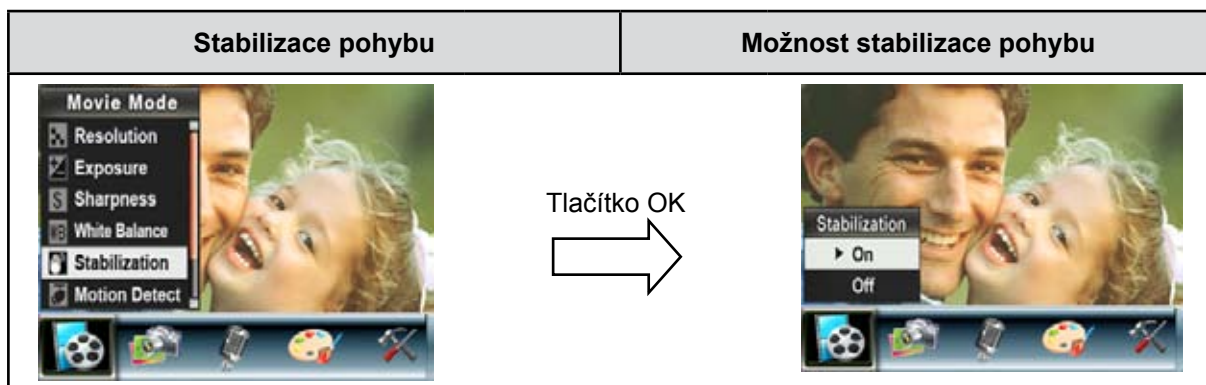 Stabilizace pohybu
Možnost stabilizace pohybu
Movie Mode
Resolution
Exposure
S Sharpness
White Balance
Stabilization
Motion Detect
Tlačítko OK
Stabilization
On
Off